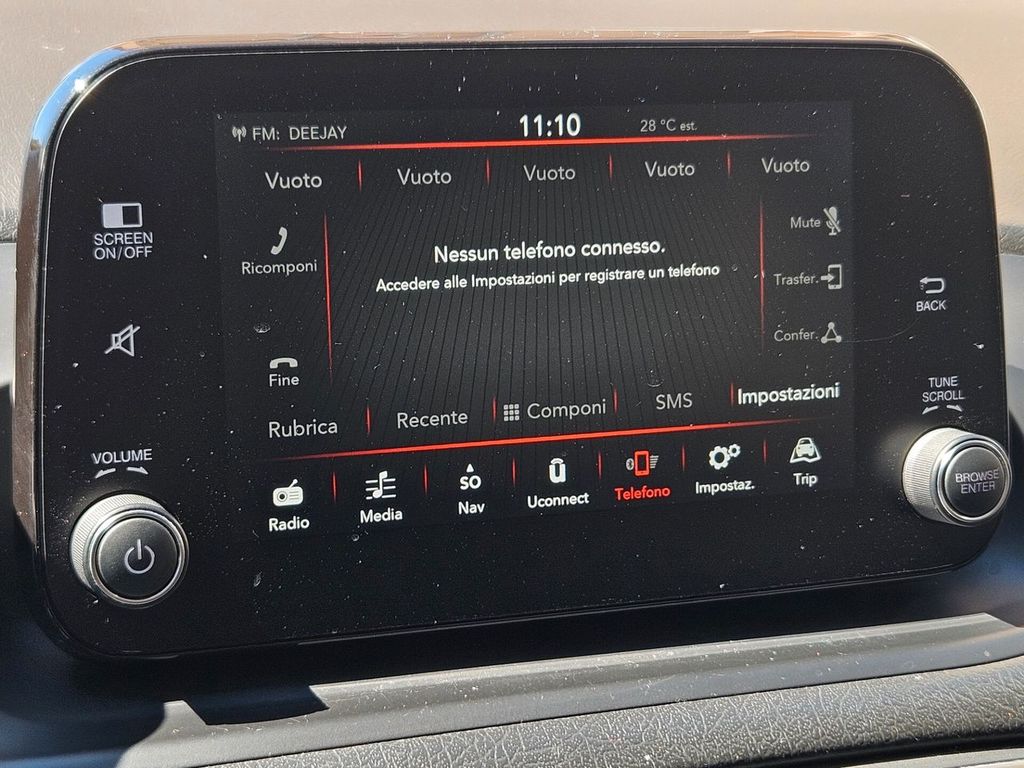 FM: DEEJAY 11:10 28 °C est.
Vuoto Vuoto Vuoto Vuoto Vuoto
SCREEN
ON/OFF
Ricomponi
Nessun telefono connesso.
Accedere alle Impostazioni per registrare un telefono
Mute
Trasfer.
Confer.
BACK
Fine
Rubrica Recente Componi SMS Impostazioni
TUNE
SCROLL
VOLUME
Radio Media SO Nav Uconnect Telefono Impostaz. Trip
BROWSE
ENTER